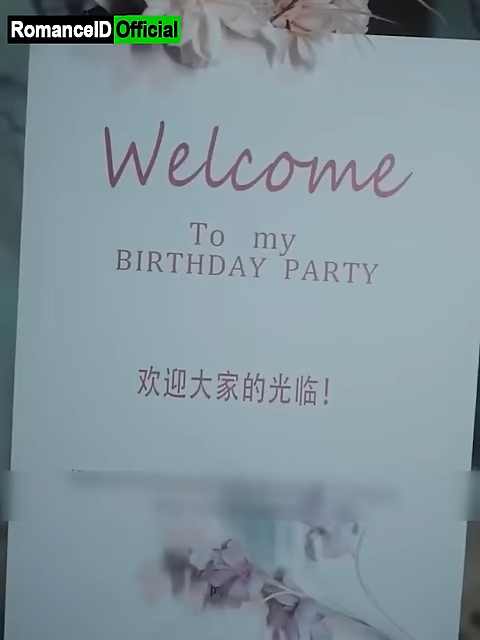 RomanceID Official
Welcome
To my
BIRTHDAY PARTY
欢迎大家的光临!